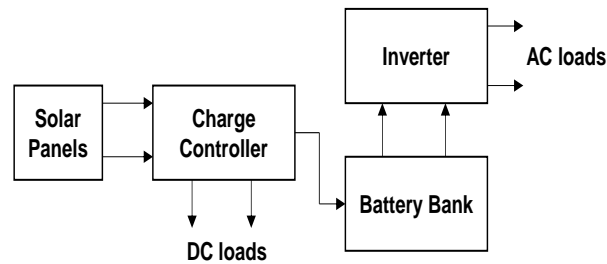 Solar
Panels
Charge
Controller
DC loads
Inverter
AC loads
Battery Bank